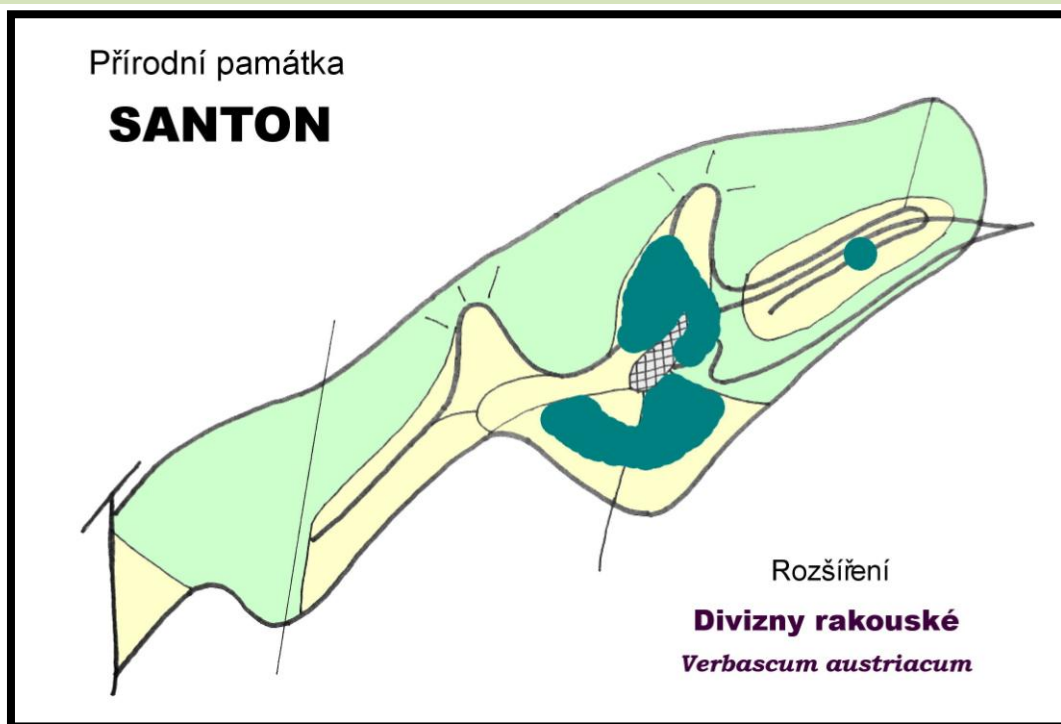 Přírodní památka
SANTON
Rozšíření
Divizny rakouské
Verbascum austriacum